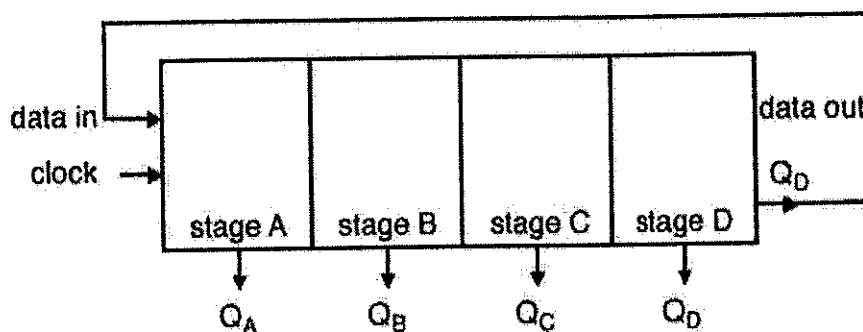 data in
data out
clock
Q_D
stage A stage B stage C stage D
Q_A Q_B Q_C Q_D